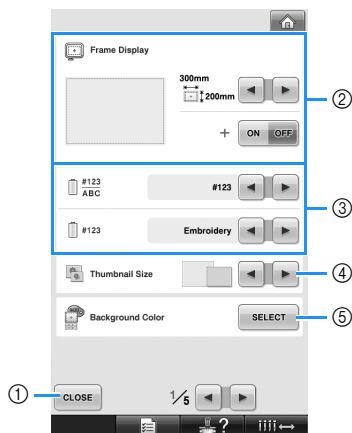 Frame Display
300mm
200mm
②
+ ON OFF
#123
ABC
#123
③
#123
Embroidery
Thumbnail Size
④
Background Color
SELECT
⑤
①
CLOSE
1/5
?